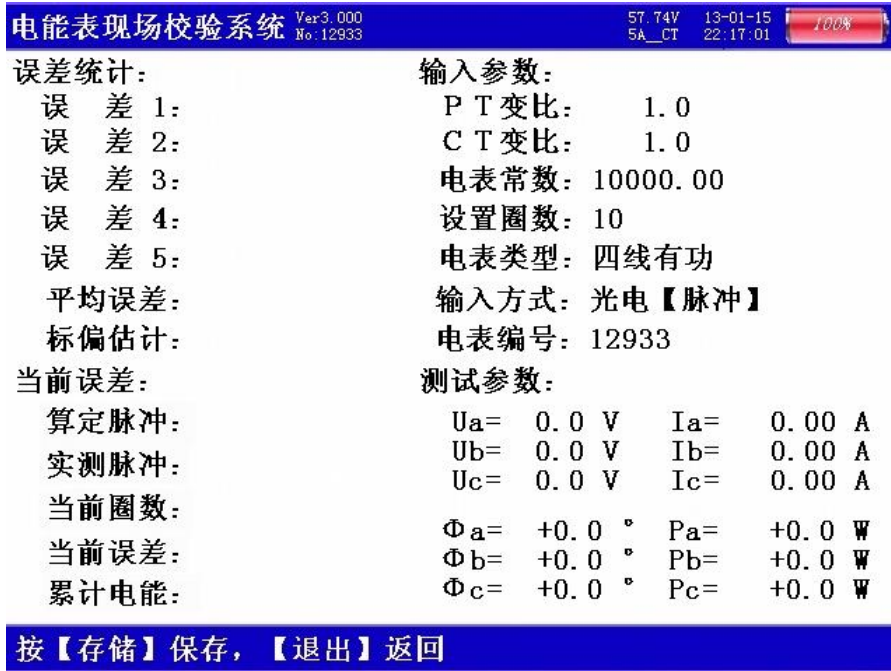 电能表现场校验系统 Ver3.000 No:12933 57.74V 5A__CT 13-01-15 22:17:01 100%
误差统计:
误 差 1:
误 差 2:
误 差 3:
误 差 4:
误 差 5:
平均误差:
标偏估计:
当前误差:
算定脉冲:
实测脉冲:
当前圈数:
当前误差:
累计电能:
输入参数:
PT变比: 1.0
CT变比: 1.0
电表常数: 10000.00
设置圈数: 10
电表类型: 四线有功
输入方式: 光电【脉冲】
电表编号: 12933
测试参数:
Ua= 0.0 V Ia= 0.00 A
Ub= 0.0 V Ib= 0.00 A
Uc= 0.0 V Ic= 0.00 A
Φa= +0.0 ° Pa= +0.0 W
Φb= +0.0 ° Pb= +0.0 W
Φc= +0.0 ° Pc= +0.0 W
按【存储】保存，【退出】返回